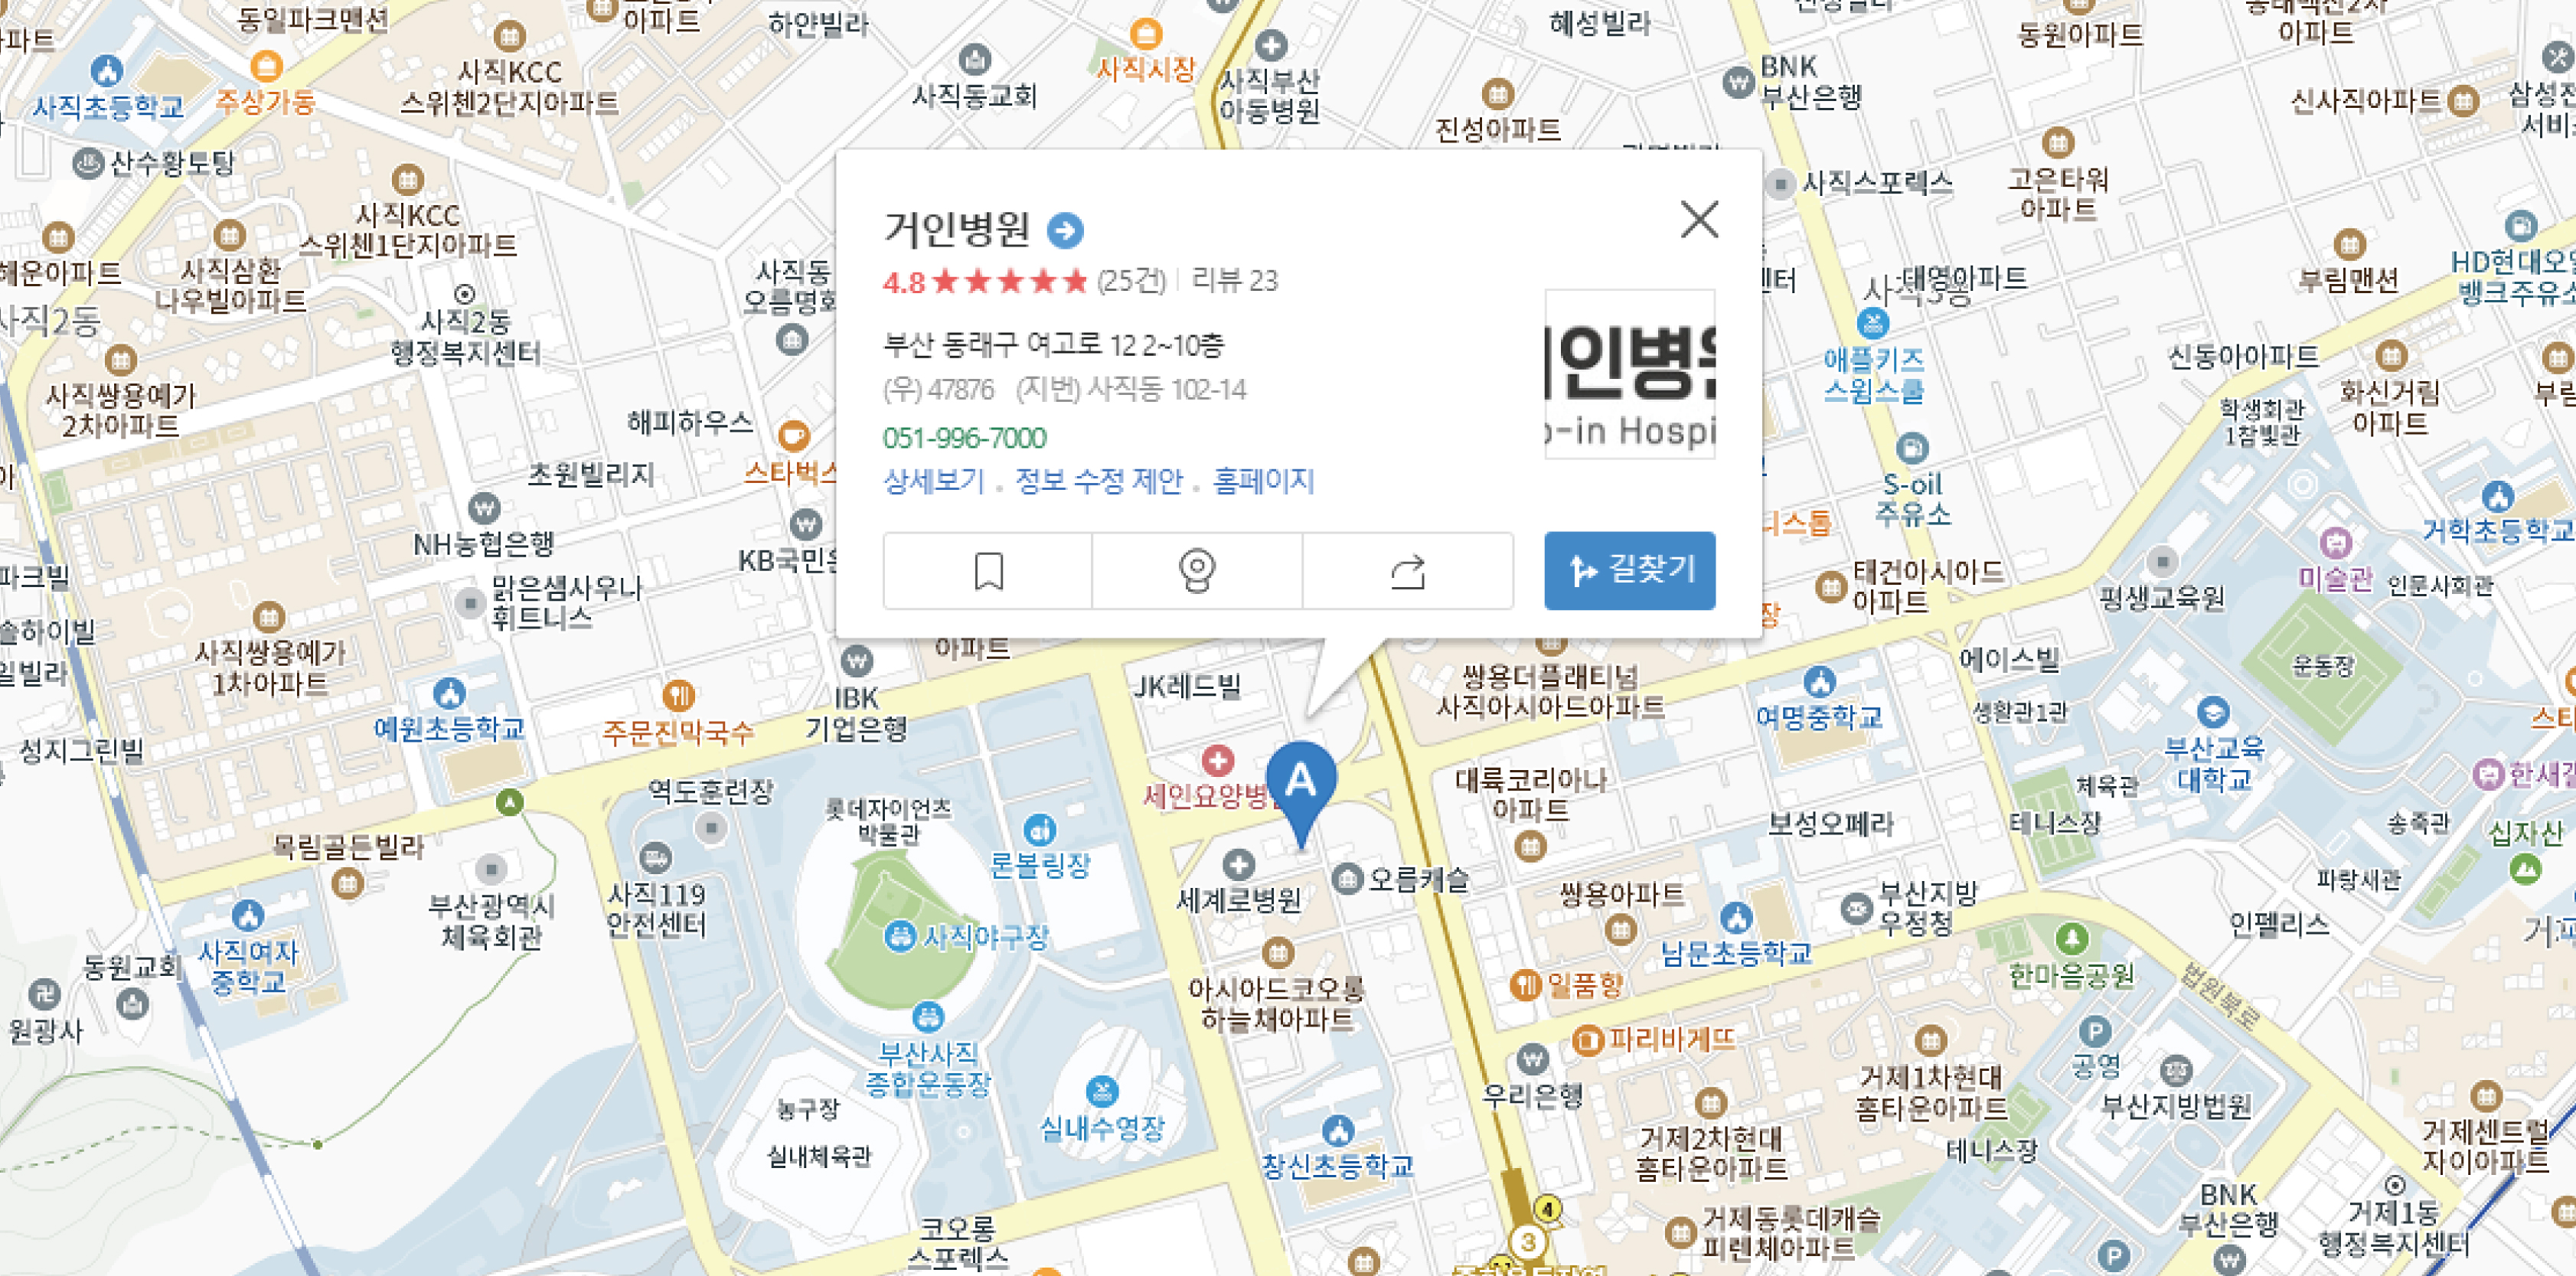 동일파크맨션
아파트
하얀빌라
사직시장
혜성빌라
BNK
부산은행
동원아파트
아파트
사직초등학교
주상가동
사직KCC
스위첸2단지아파트
사직동교회
사직부산
아동병원
진성아파트
신사직아파트
산수황토탕
사직스포렉스
고은타워
아파트
사직KCC
스위첸1단지아파트
사직삼환
나우빌아파트
해운아파트
사직2동
사직2동
행정복지센터
사직동
부림맨션
HD현대오일
뱅크주유소
대영아파트
거인병원
4.8 ★★★★★ (25건) 리뷰 23
부산 동래구 여고로 12 2~10층
(우) 47876 (지번) 사직동 102-14
051-996-7000
상세보기 · 정보 수정 제안 · 홈페이지
길찾기
인병원
-in Hospi
애플키즈
스윔스쿨
신동아아파트
화신거림
아파트
학생회관
1참빛관
사직쌍용예가
2차아파트
해피하우스
초원빌리지
스타벅스
S-oil
주유소
거학초등학교
NH농협은행
KB국민은
맑은샘사우나
휘트니스
태건아시아드
아파트
평생교육원
미술관
인문사회관
사직쌍용예가
1차아파트
예원초등학교
주문진막국수
IBK
기업은행
아파트
JK레드빌
쌍용더플래티넘
사직아시아드아파트
여명중학교
에이스빌
생활관1관
운동장
부산교육
대학교
성지그린빌
역도훈련장
롯데자이언츠
박물관
론볼링장
세인요양병
A
대륙코리아나
아파트
보성오페라
체육관
테니스장
송죽관
한새갤
십자산
목림골든빌라
부산광역시
체육회관
사직119
안전센터
사직야구장
세계로병원
오름캐슬
쌍용아파트
부산지방
우정청
남문초등학교
파랑새관
인펠리스
사직여자
중학교
동원교회
원광사
부산사직
종합운동장
아시아드코오롱
하늘채아파트
일품향
파리바게뜨
한마음공원
법원북로
공영
부산지방법원
우리은행
거제1차현대
홈타운아파트
거제2차현대
홈타운아파트
테니스장
농구장
실내체육관
실내수영장
창신초등학교
거제센트럴
자이아파트
코오롱
스포렉스
4
3
거제동롯데캐슬
피렌체아파트
BNK
부산은행
거제1동
행정복지센터